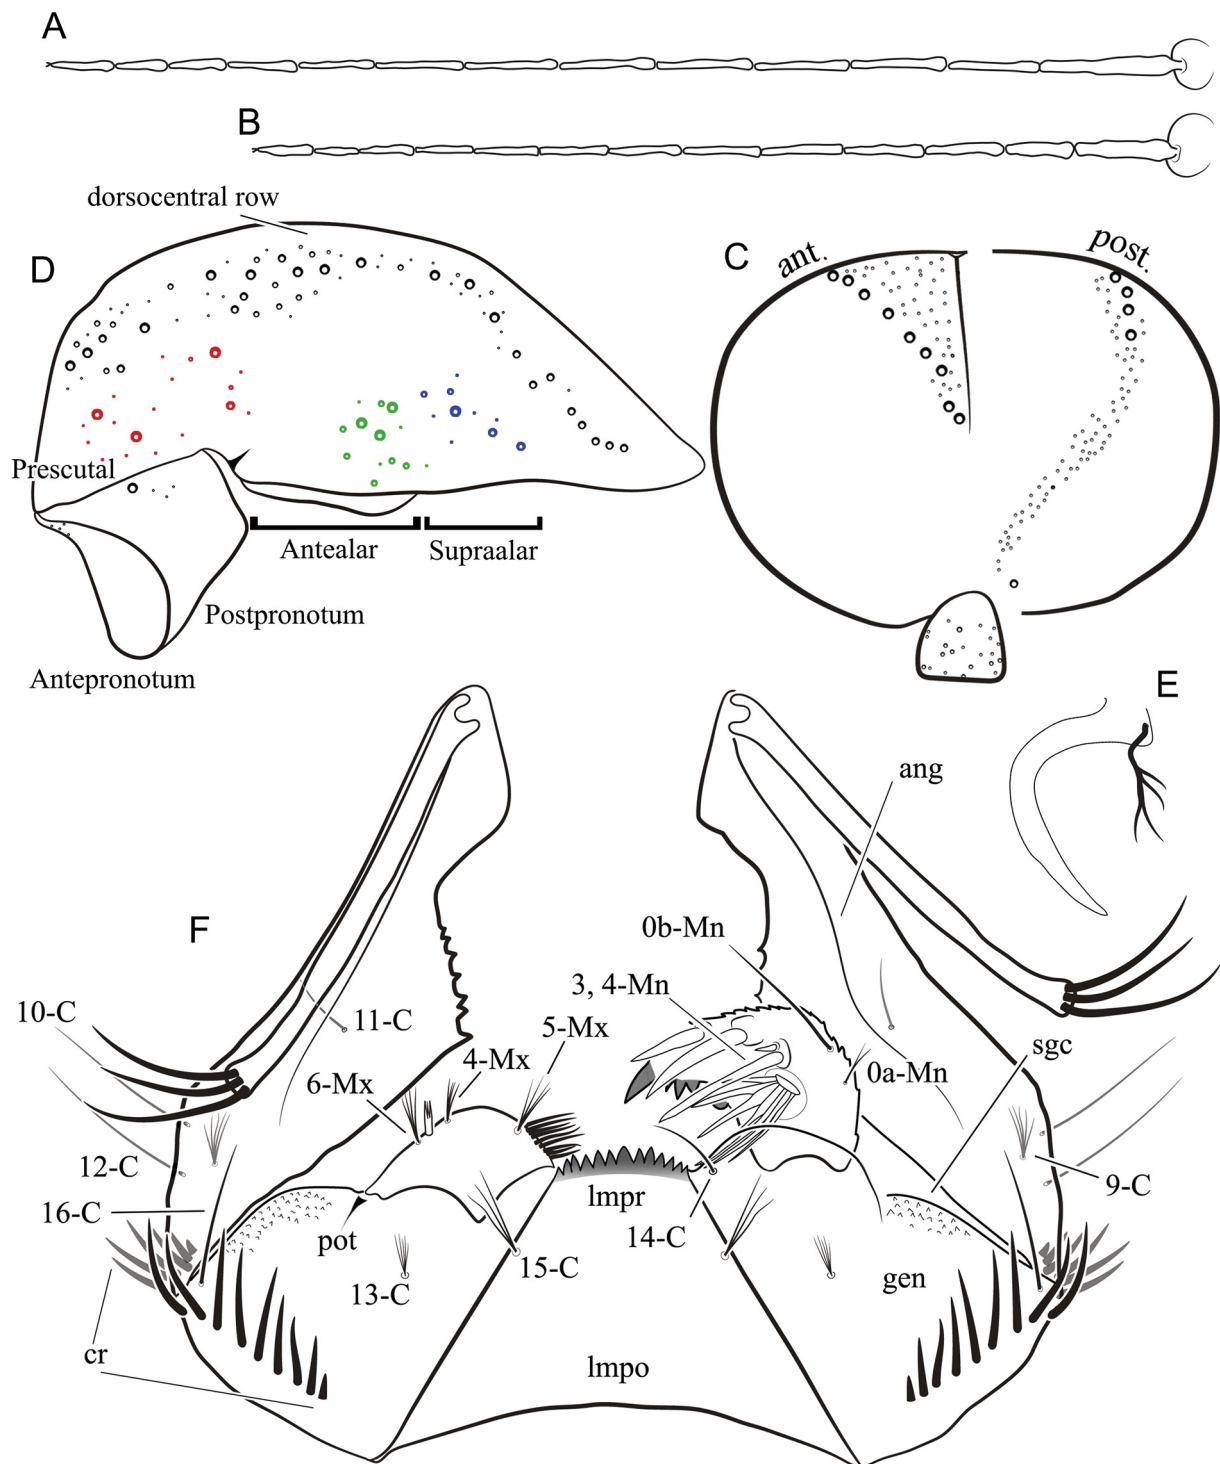 A
B
dorsocentral row
D
C
ant.
post.
Prescutal
Antealar
Supraalar
Postpronotum
Antepronotum
E
ang
F
0b-Mn
3, 4-Mn
10-C
11-C
5-Mx
sgc
4-Mx
6-Mx
0a-Mn
12-C
9-C
16-C
lmpr
pot
14-C
15-C
13-C
gen
cr
lmpo